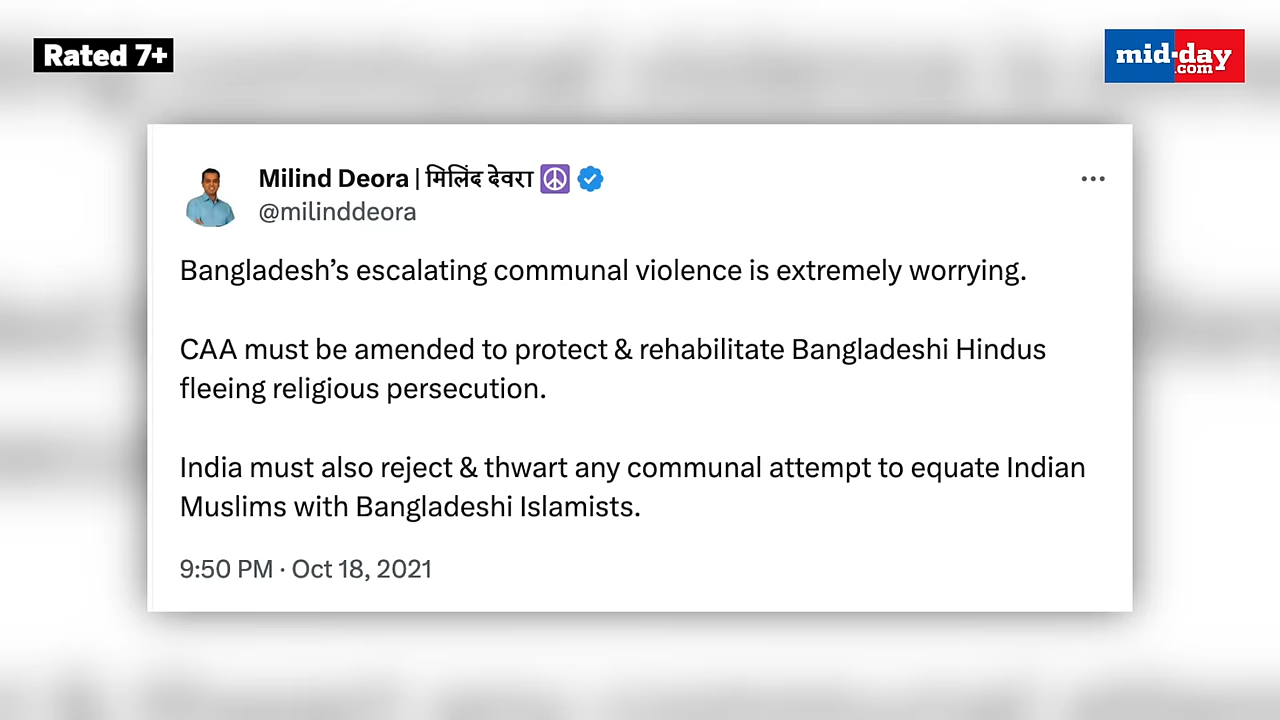 Rated 7+
mid-day
.com
Milind Deora | मिलिंद देवरा ☮
@milinddeora
Bangladesh’s escalating communal violence is extremely worrying.
CAA must be amended to protect & rehabilitate Bangladeshi Hindus
fleeing religious persecution.
India must also reject & thwart any communal attempt to equate Indian
Muslims with Bangladeshi Islamists.
9:50 PM · Oct 18, 2021